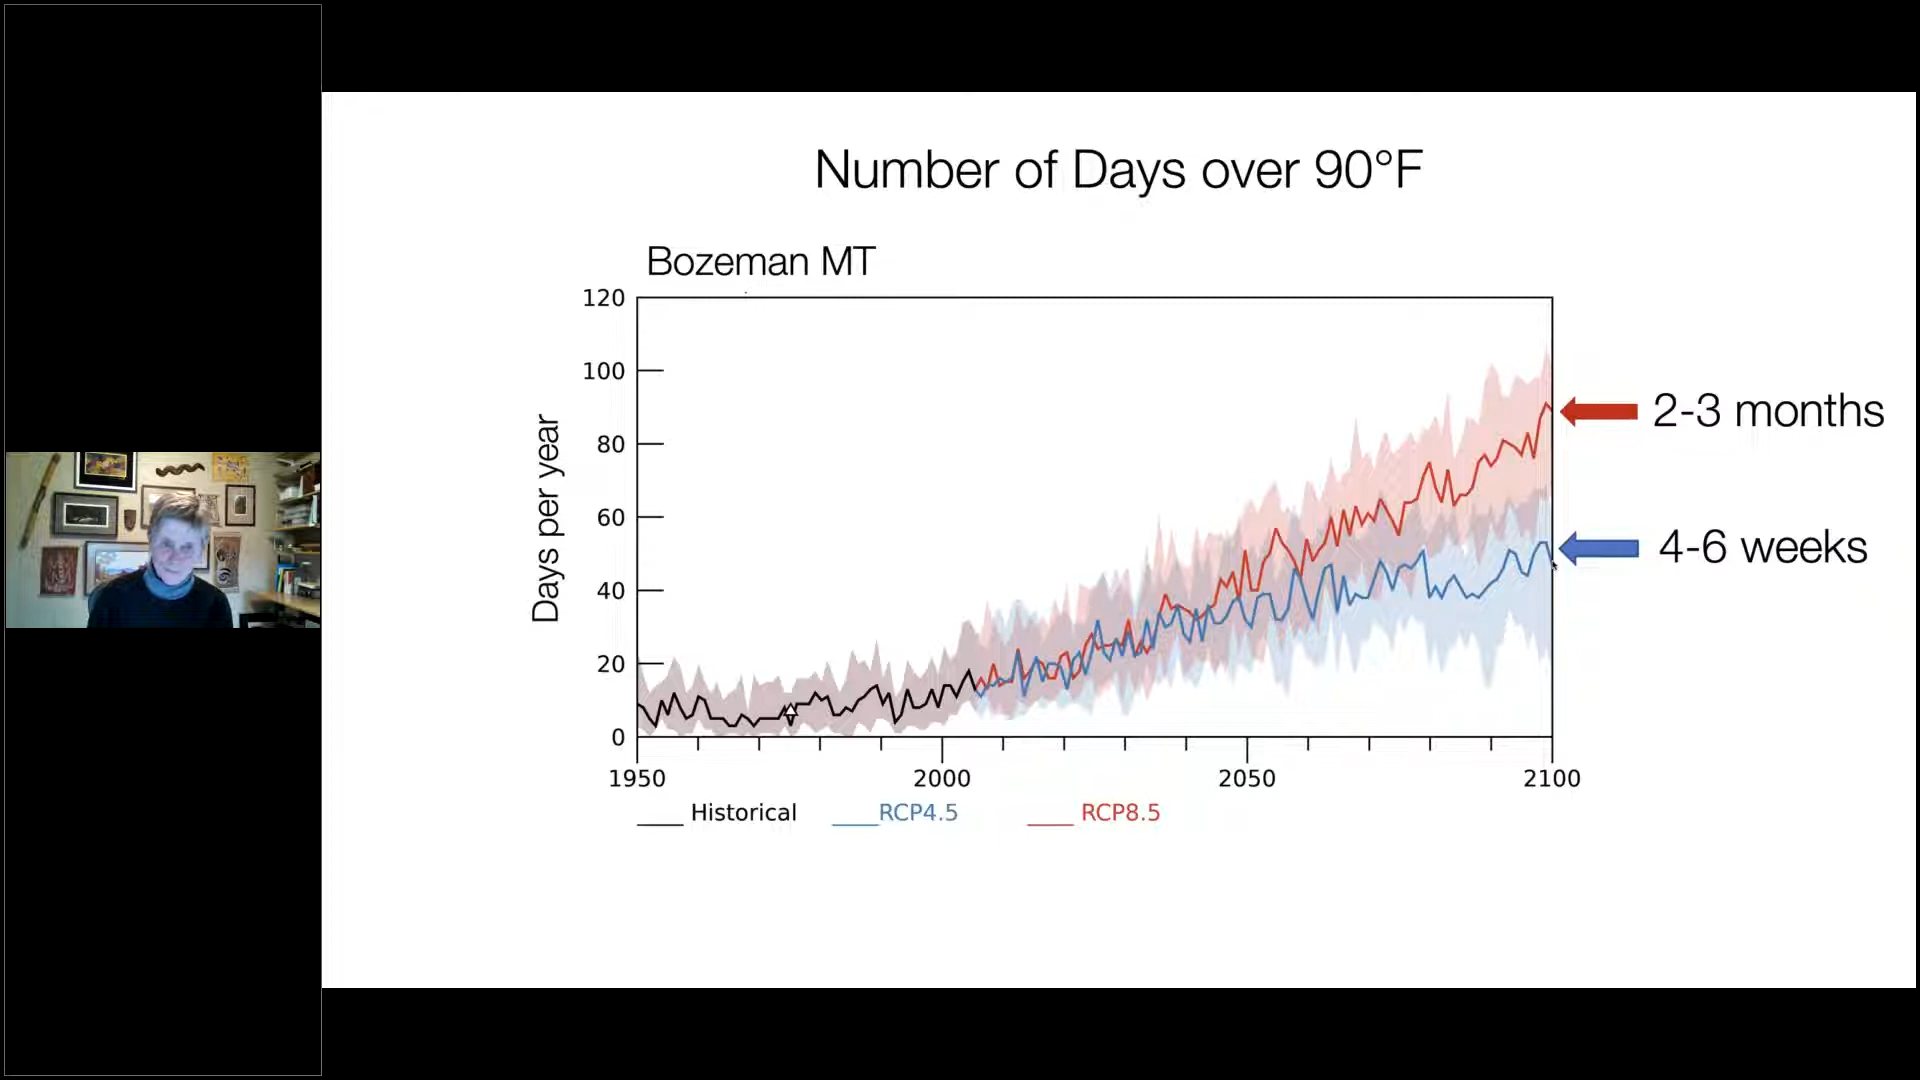 Number of Days over 90°F
Bozeman MT
Days per year
120
100
80
60
40
20
0
1950
2000
2050
2100
Historical
RCP4.5
RCP8.5
2-3 months
4-6 weeks